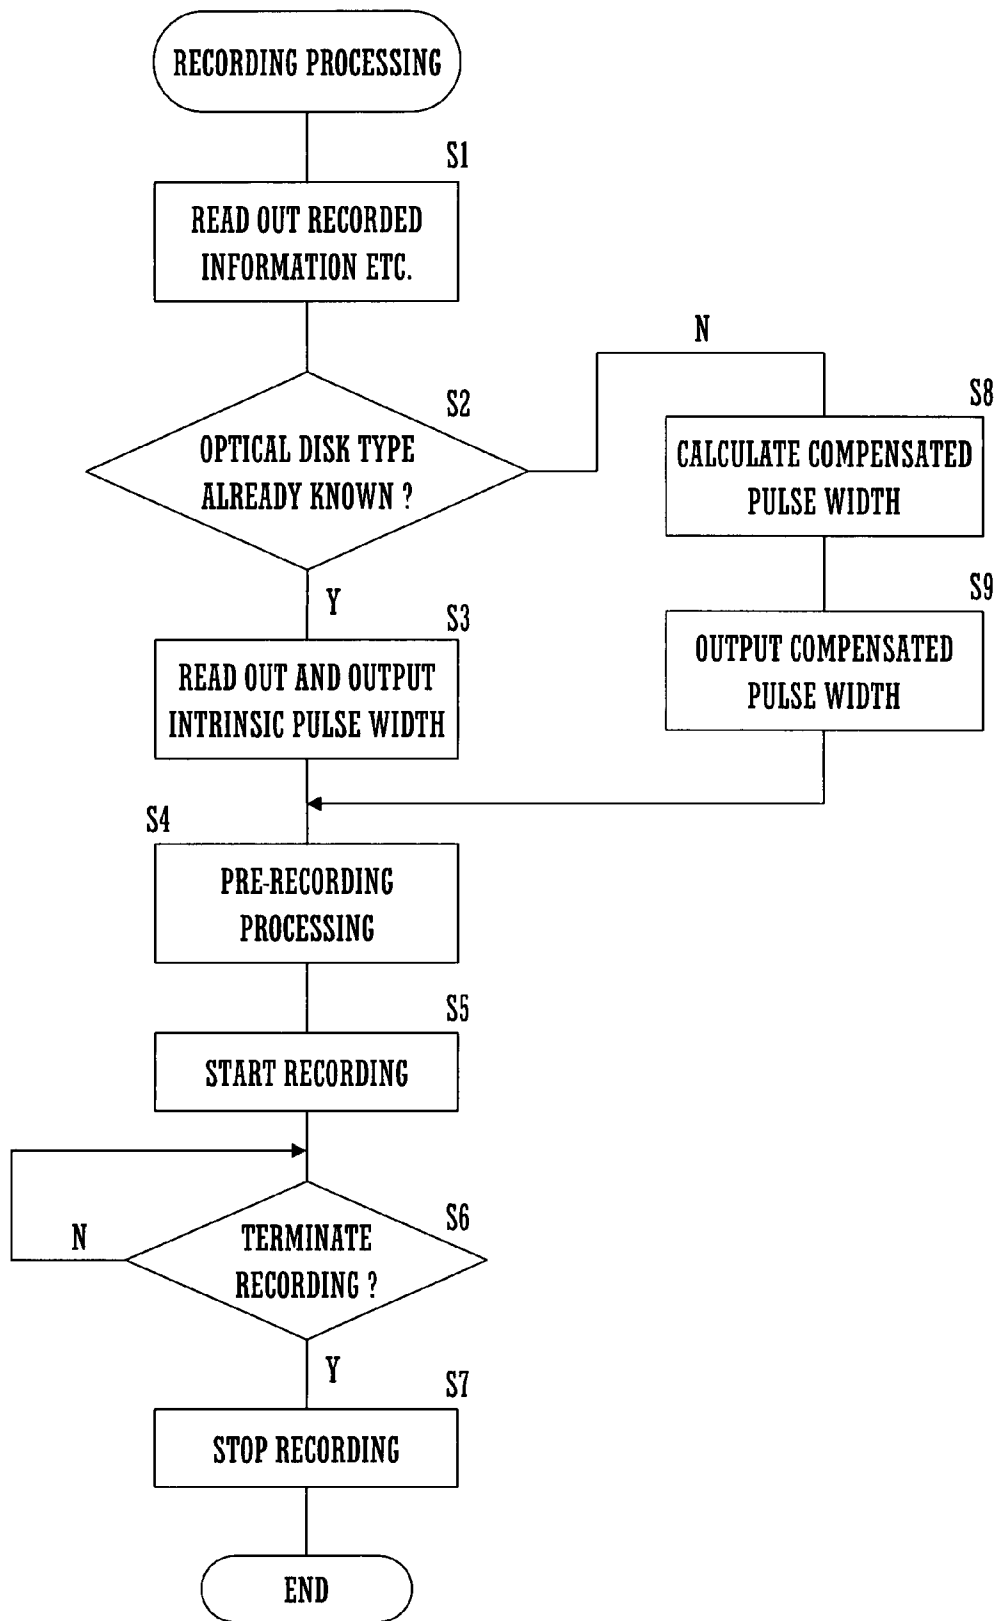 RECORDING PROCESSING
S1
READ OUT RECORDED
INFORMATION ETC.
N
S2
OPTICAL DISK TYPE
ALREADY KNOWN ?
S8
CALCULATE COMPENSATED
PULSE WIDTH
Y
S3
READ OUT AND OUTPUT
INTRINSIC PULSE WIDTH
S9
OUTPUT COMPENSATED
PULSE WIDTH
S4
PRE-RECORDING
PROCESSING
S5
START RECORDING
N
S6
TERMINATE
RECORDING ?
Y
S7
STOP RECORDING
END